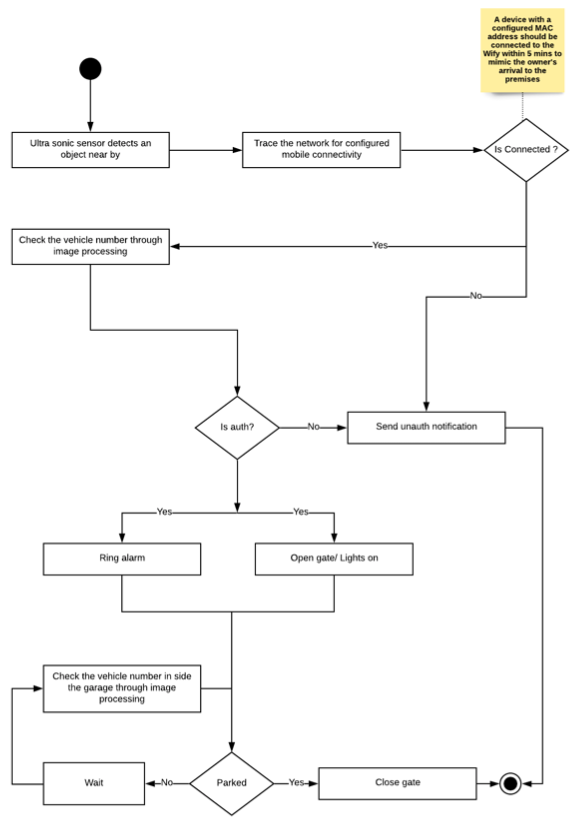 A device with a
configured MAC
address should be
connected to the
Wify within 5 mins to
mimic the owner's
arrival to the
premises
Ultra sonic sensor detects an
object near by
Trace the network for configured
mobile connectivity
Is Connected ?
Check the vehicle number through
image processing
Yes
No
Is auth?
No
Send unauth notification
Yes
Yes
Ring alarm
Open gate/ Lights on
Check the vehicle number in side
the garage through image
processing
Wait
No
Parked
Yes
Close gate